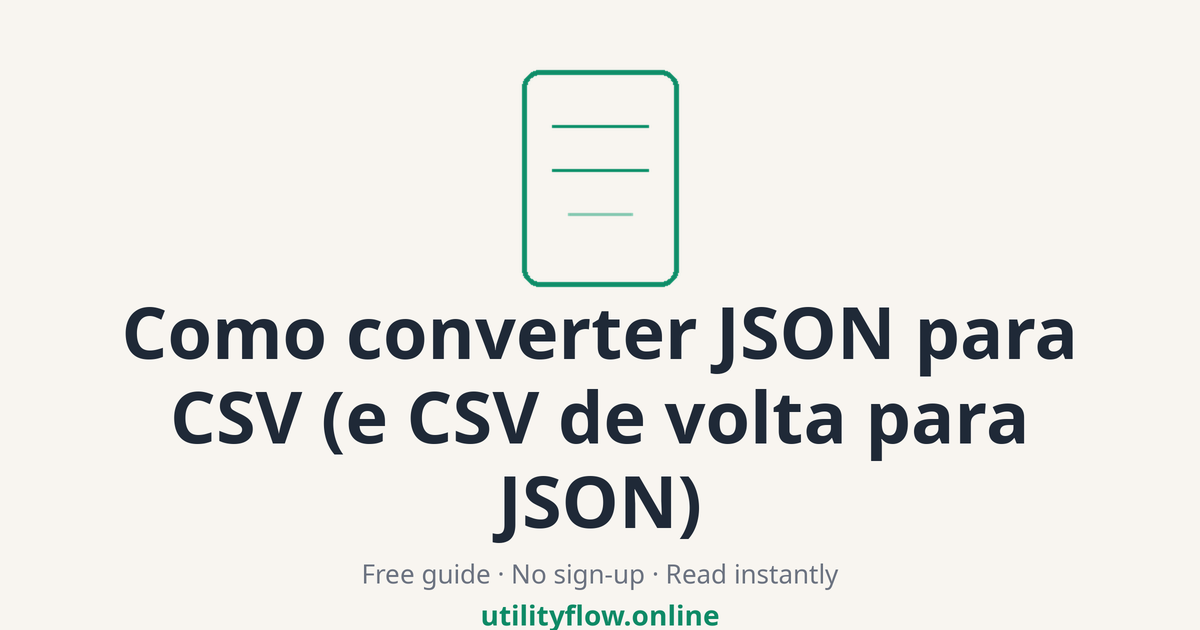 Como converter JSON para
CSV (e CSV de volta para
JSON)
Free guide · No sign-up · Read instantly
utilityflow.online